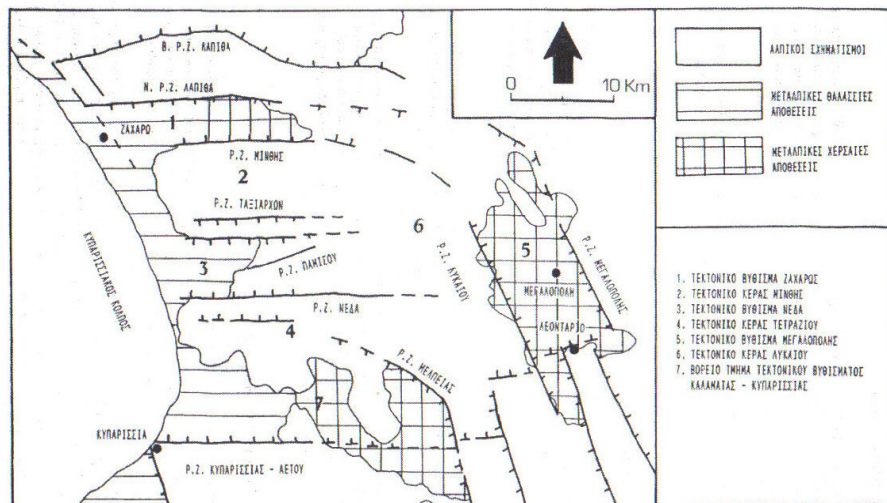 Β. Ρ.Ζ. ΛΑΠΙΘΑ
Ν. Ρ.Ζ. ΛΑΠΙΘΑ
ΖΑΧΑΡΟ
1
Ρ.Ζ. ΜΙΝΘΗΣ
2
Ρ.Ζ. ΤΑΞΙΑΡΧΩΝ
6
3
Ρ.Ζ. ΠΑΜΙΣΟΥ
Ρ.Ζ. ΛΥΚΑΙΟΥ
5
Ρ.Ζ. ΜΕΓΑΛΟΠΟΛΗΣ
ΜΕΓΑΛΟΠΟΛΗ
ΚΥΠΑΡΙΣΣΙΑΚΟΣ ΚΟΛΠΟΣ
Ρ.Ζ. ΝΕΔΑ
4
ΛΕΟΝΤΑΡΙΟ
Ρ.Ζ. ΜΕΛΠΕΙΑΣ
7
ΚΥΠΑΡΙΣΣΙΑ
Ρ.Ζ. ΚΥΠΑΡΙΣΣΙΑΣ - ΑΕΤΟΥ
0 10 Km
ΑΛΠΙΚΟΙ ΣΧΗΜΑΤΙΣΜΟΙ
ΜΕΤΑΛΠΙΚΕΣ ΘΑΛΑΣΣΙΕΣ
ΑΠΟΘΕΣΕΙΣ
ΜΕΤΑΛΠΙΚΕΣ ΧΕΡΣΑΙΕΣ
ΑΠΟΘΕΣΕΙΣ
1. ΤΕΚΤΟΝΙΚΟ ΒΥΘΙΣΜΑ ΖΑΧΑΡΟΣ
2. ΤΕΚΤΟΝΙΚΟ ΚΕΡΑΣ ΜΙΝΘΗΣ
3. ΤΕΚΤΟΝΙΚΟ ΒΥΘΙΣΜΑ ΝΕΔΑ
4. ΤΕΚΤΟΝΙΚΟ ΚΕΡΑΣ ΤΕΤΡΑΖΙΟΥ
5. ΤΕΚΤΟΝΙΚΟ ΒΥΘΙΣΜΑ ΜΕΓΑΛΟΠΟΛΗΣ
6. ΤΕΚΤΟΝΙΚΟ ΚΕΡΑΣ ΛΥΚΑΙΟΥ
7. ΒΟΡΕΙΟ ΤΜΗΜΑ ΤΕΚΤΟΝΙΚΟΥ ΒΥΘΙΣΜΑΤΟΣ
ΚΑΛΑΜΑΤΑΣ - ΚΥΠΑΡΙΣΣΙΑΣ